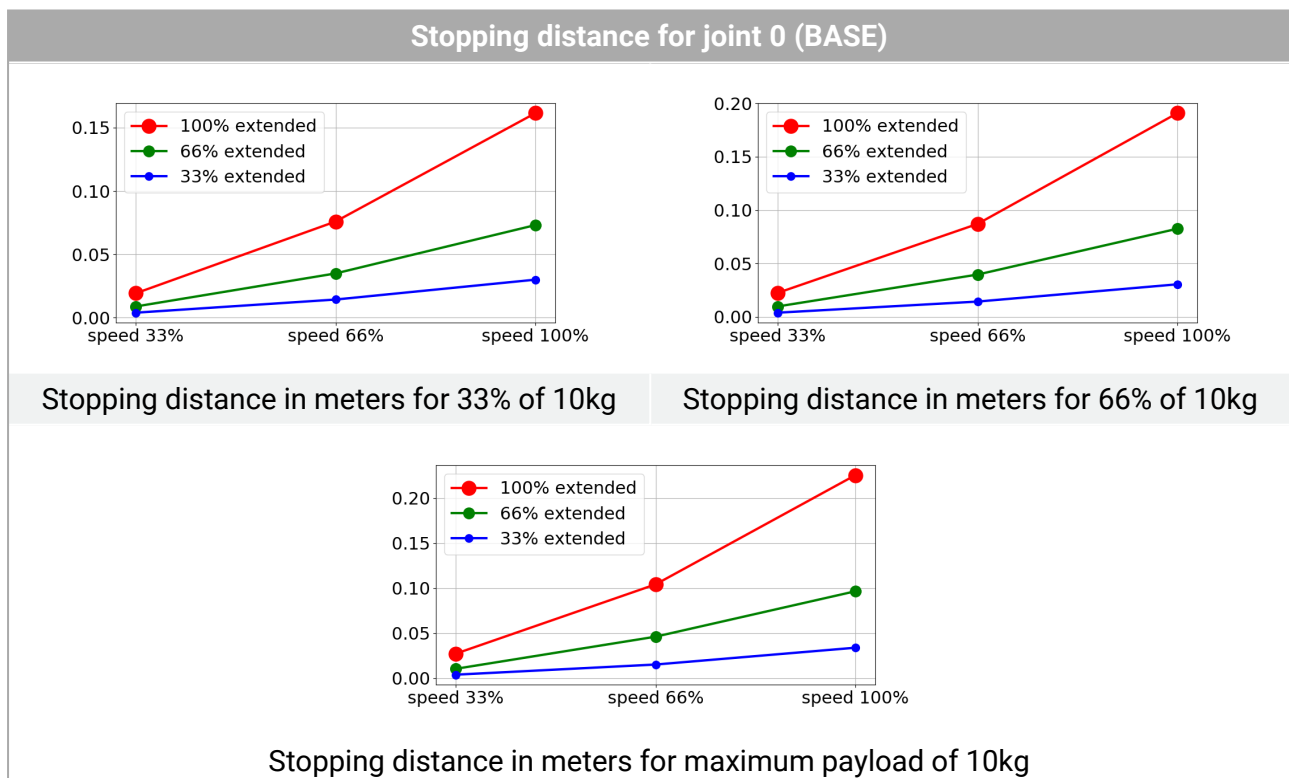 Stopping distance for joint 0 (BASE)
100% extended
66% extended
33% extended
0.15
0.10
0.05
0.00
speed 33% speed 66% speed 100%
100% extended
66% extended
33% extended
0.20
0.15
0.10
0.05
0.00
speed 33% speed 66% speed 100%
Stopping distance in meters for 33% of 10kg
Stopping distance in meters for 66% of 10kg
100% extended
66% extended
33% extended
0.20
0.15
0.10
0.05
0.00
speed 33% speed 66% speed 100%
Stopping distance in meters for maximum payload of 10kg